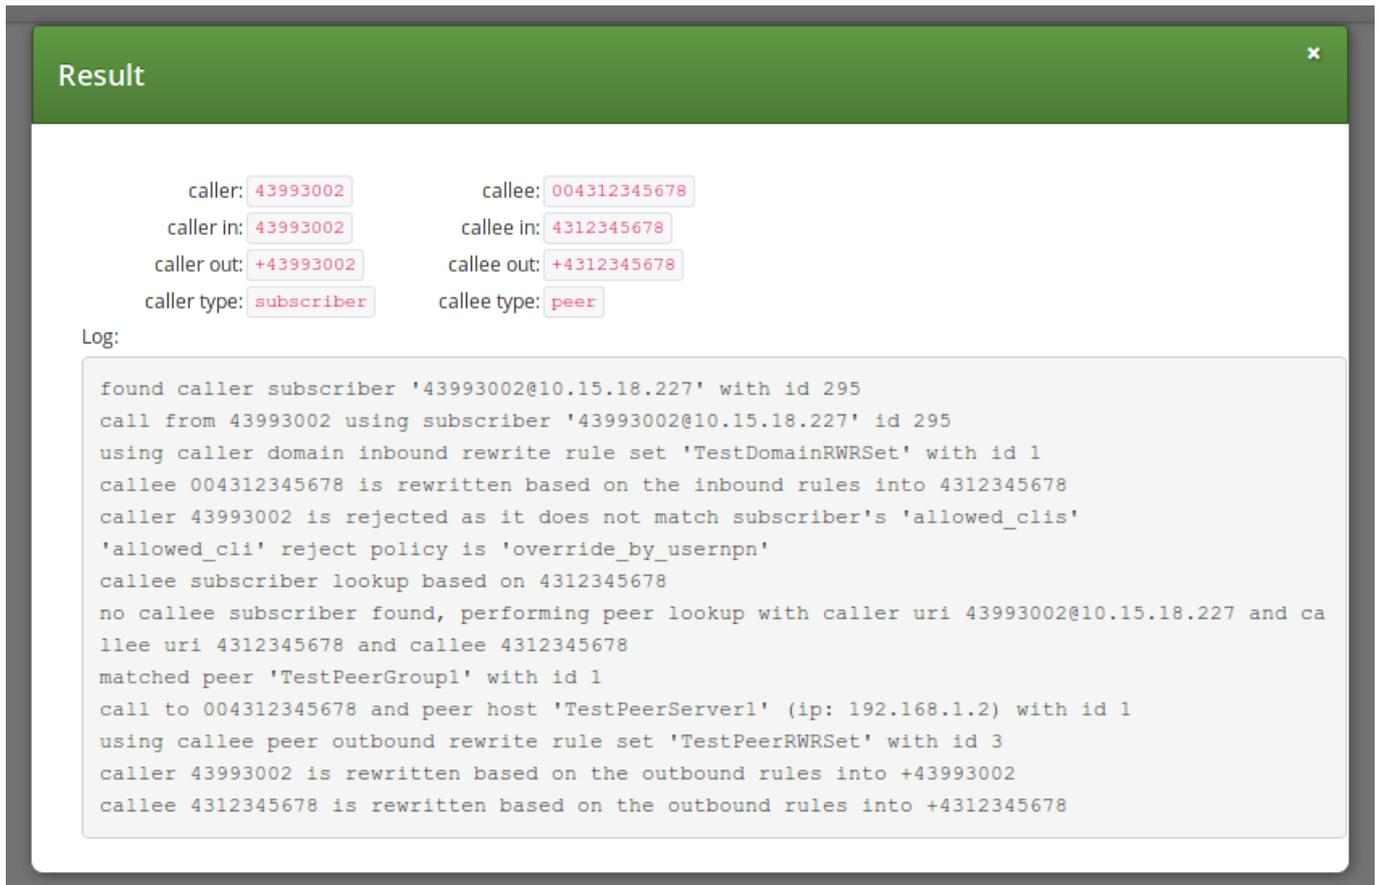 Result
×
caller: 43993002 callee: 004312345678
caller in: 43993002 callee in: 4312345678
caller out: +43993002 callee out: +4312345678
caller type: subscriber callee type: peer
Log:
found caller subscriber '43993002@10.15.18.227' with id 295
call from 43993002 using subscriber '43993002@10.15.18.227' id 295
using caller domain inbound rewrite rule set 'TestDomainRWRSet' with id 1
callee 004312345678 is rewritten based on the inbound rules into 4312345678
caller 43993002 is rejected as it does not match subscriber's 'allowed_clis'
'allowed_cli' reject policy is 'override_by_usernpn'
callee subscriber lookup based on 4312345678
no callee subscriber found, performing peer lookup with caller uri 43993002@10.15.18.227 and ca
llee uri 4312345678 and callee 4312345678
matched peer 'TestPeerGroup1' with id 1
call to 004312345678 and peer host 'TestPeerServer1' (ip: 192.168.1.2) with id 1
using callee peer outbound rewrite rule set 'TestPeerRWRSet' with id 3
caller 43993002 is rewritten based on the outbound rules into +43993002
callee 4312345678 is rewritten based on the outbound rules into +4312345678